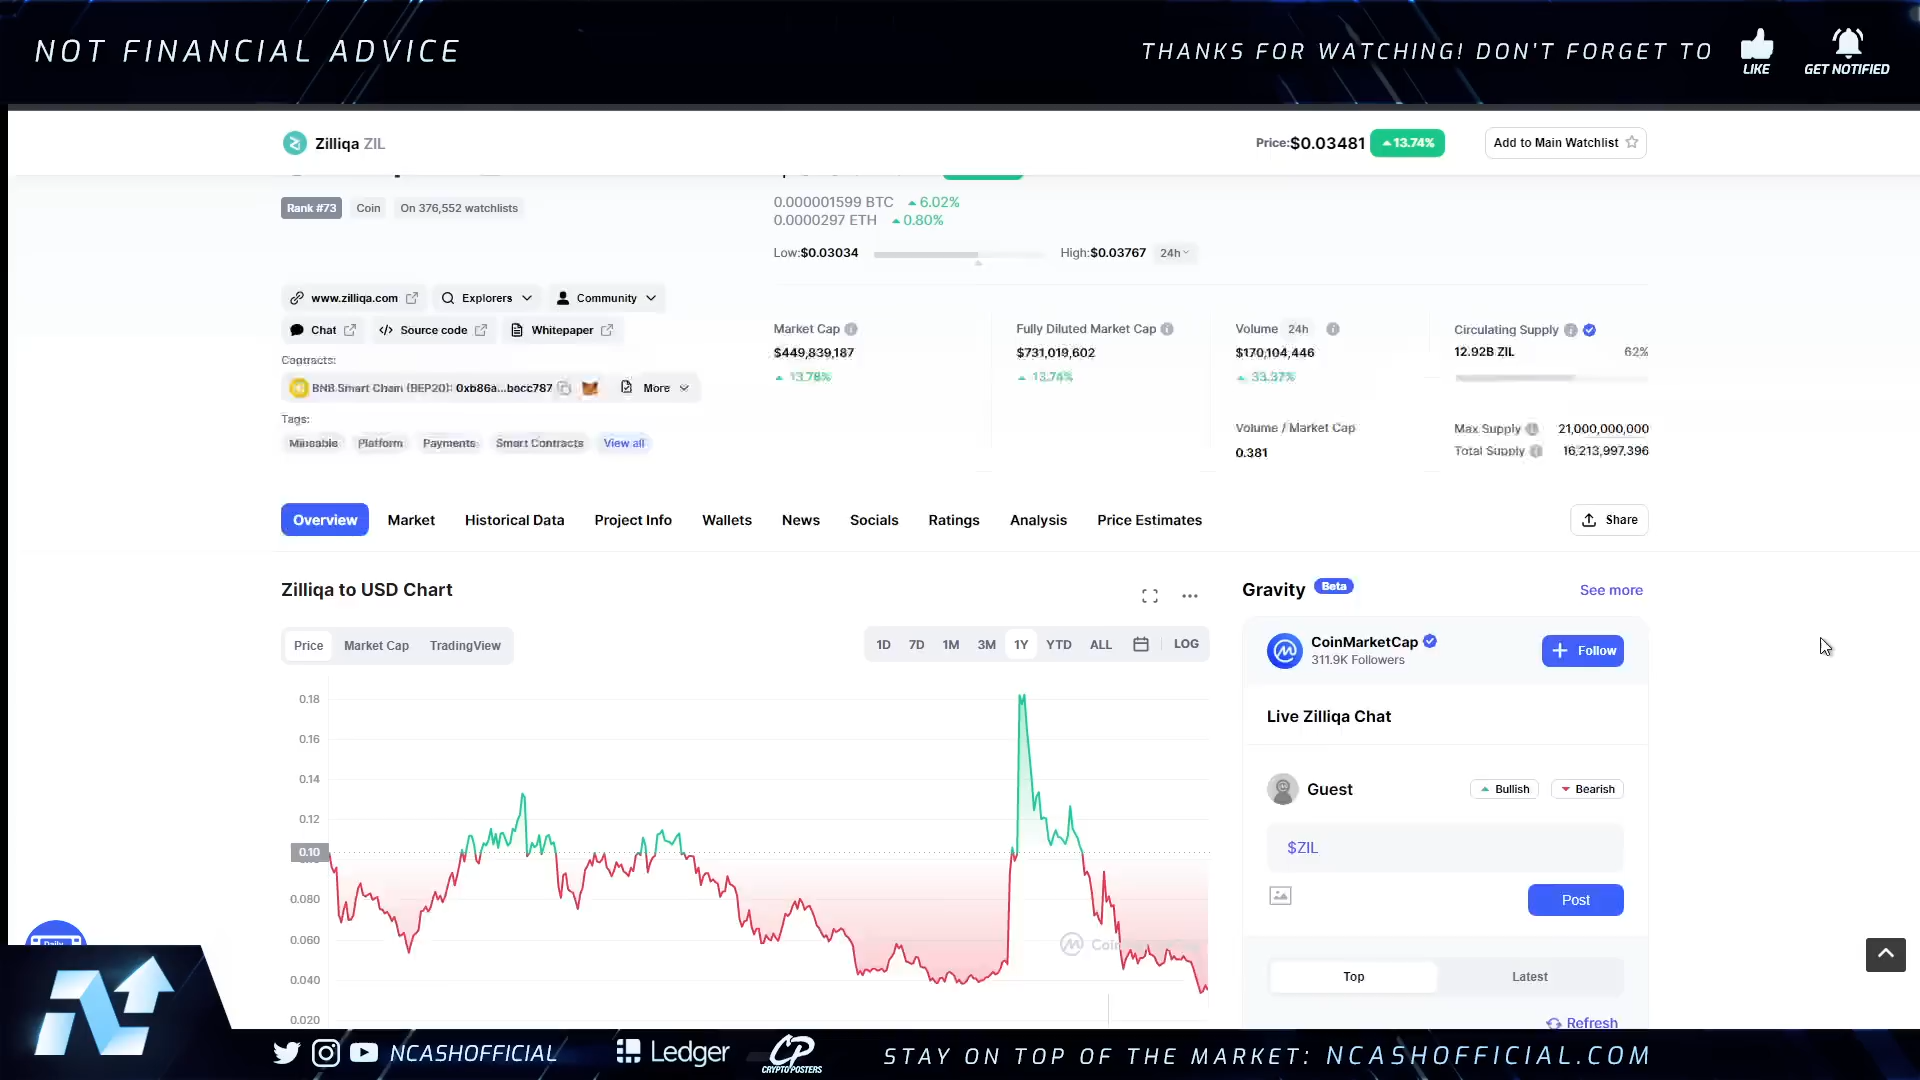 NOT FINANCIAL ADVICE
THANKS FOR WATCHING! DON'T FORGET TO
LIKE
GET NOTIFIED
Zilliqa ZIL
Price:$0.03481 13.74%
Add to Main Watchlist
Rank #73 Coin On 376,552 watchlists
0.000001599 BTC 6.02%
0.0000297 ETH 0.80%
Low:$0.03034 High:$0.03767 24h
www.zilliqa.com Explorers Community
Chat Source code Whitepaper
Contracts:
BNB Smart Chain (BEP20): 0xb86a...becc787 More
Tags:
Mineable Platform Payments Smart Contracts View all
Market Cap
$449,839,187
13.78%
Fully Diluted Market Cap
$731,019,602
13.74%
Volume 24h
$170,104,446
33.37%
Volume / Market Cap
0.381
Circulating Supply
12.92B ZIL 62%
Max Supply 21,000,000,000
Total Supply 16,213,997,396
Overview Market Historical Data Project Info Wallets News Socials Ratings Analysis Price Estimates
Share
Zilliqa to USD Chart
Price Market Cap TradingView
1D 7D 1M 3M 1Y YTD ALL LOG
0.18
0.16
0.14
0.12
0.10
0.080
0.060
0.040
0.020
Gravity Beta
See more
CoinMarketCap
311.9K Followers
Follow
Live Zilliqa Chat
Guest
Bullish Bearish
$ZIL
Post
Top Latest
Refresh
Daily
NCASHOFFICIAL
Ledger
CP
CRYPTOPOSTERS
STAY ON TOP OF THE MARKET: NCASHOFFICIAL.COM